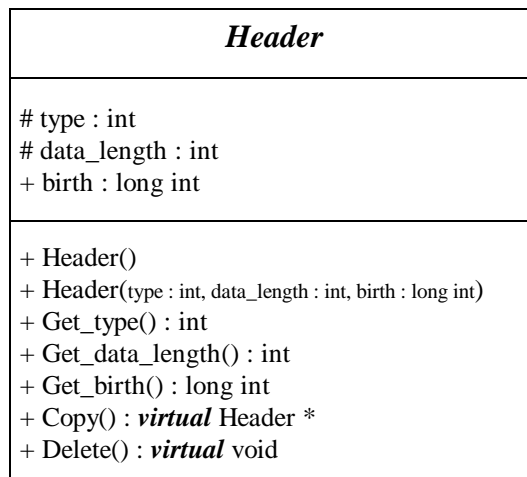 Header
# type : int
# data_length : int
+ birth : long int
+ Header()
+ Header(type : int, data_length : int, birth : long int)
+ Get_type() : int
+ Get_data_length() : int
+ Get_birth() : long int
+ Copy() : virtual Header *
+ Delete() : virtual void